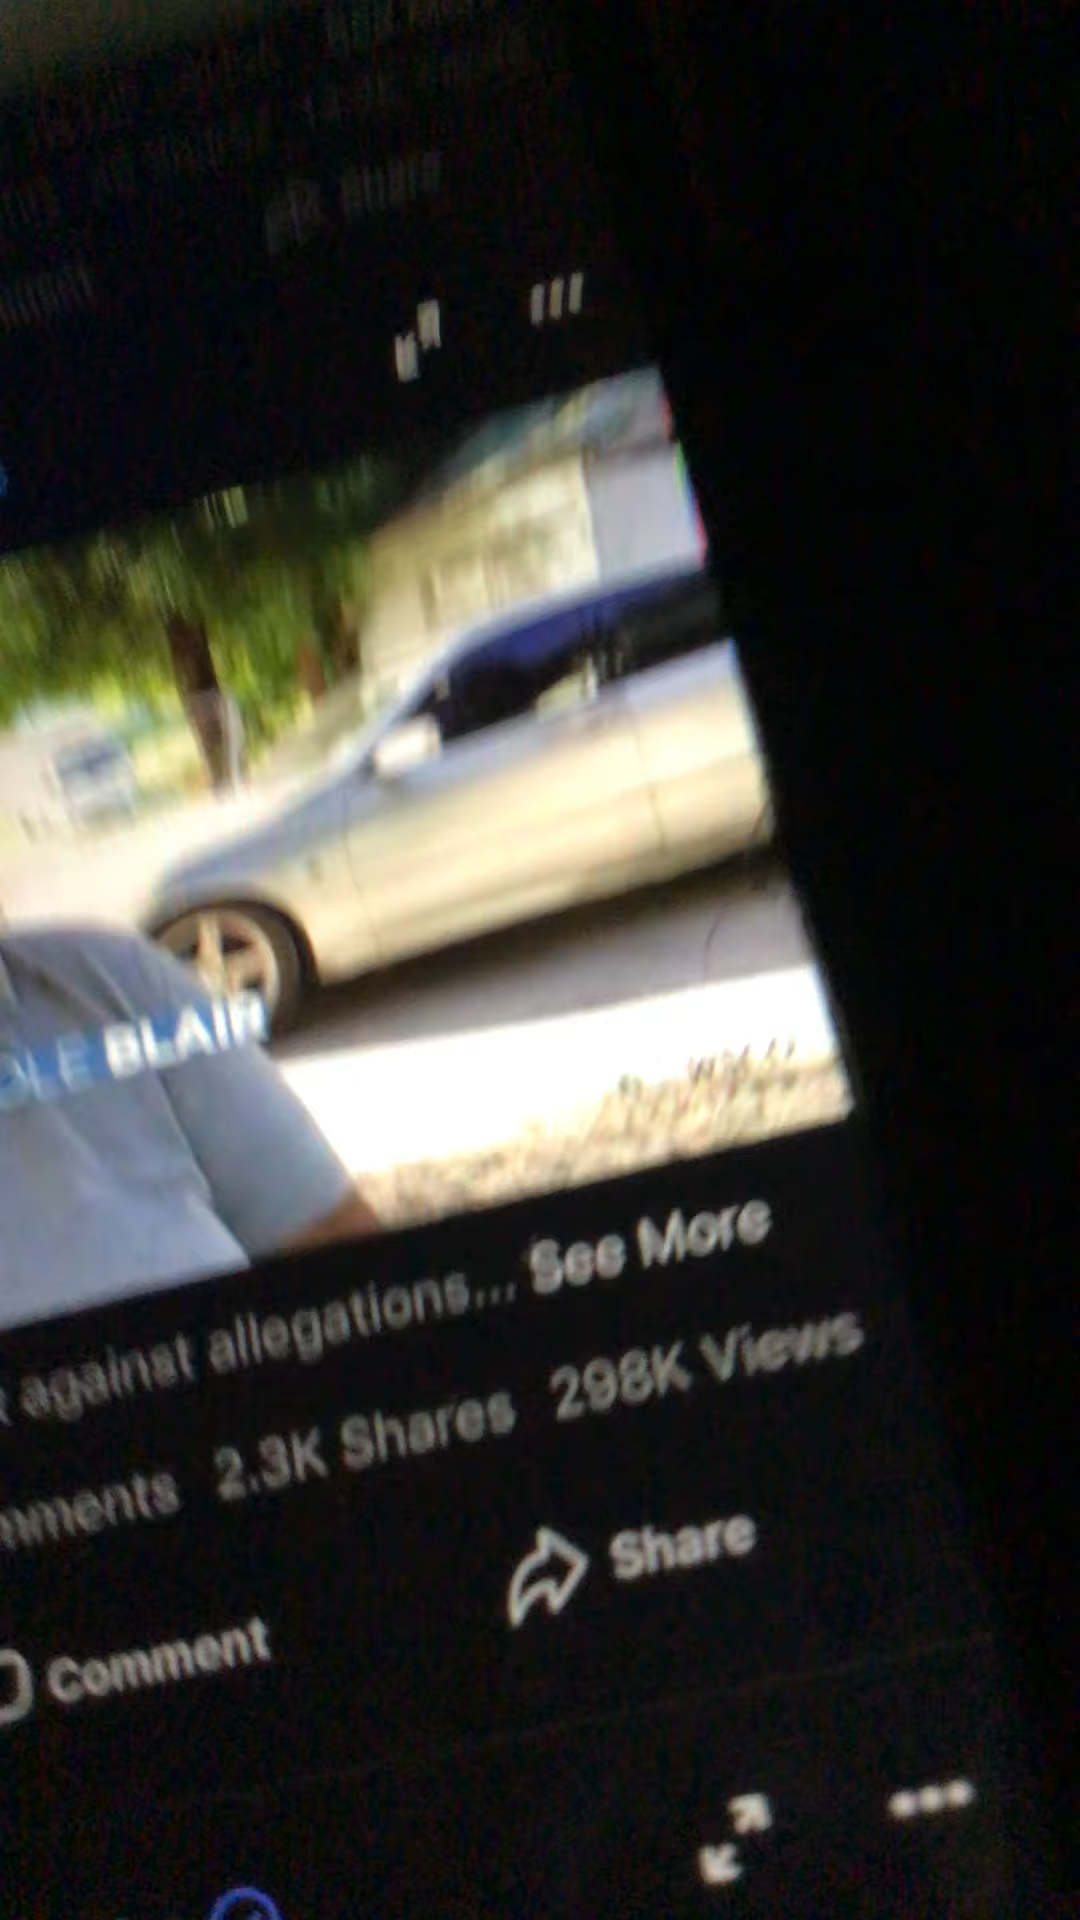 BLAIR
against allegations... See More
2.3K Shares 298K Views
Comment Share